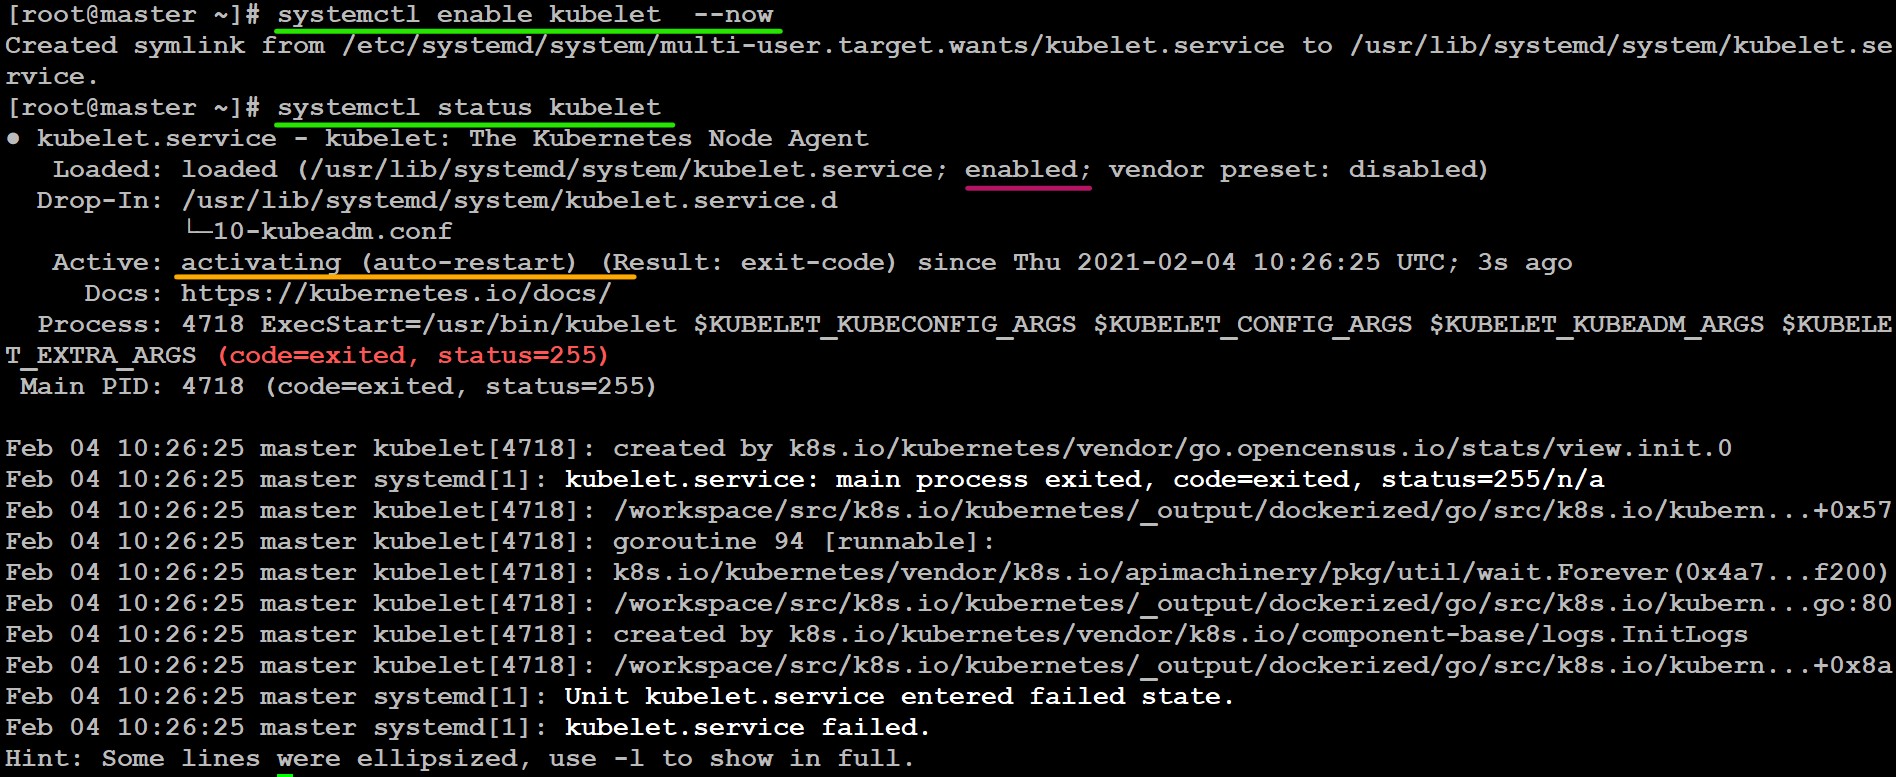 [root@master ~]# systemctl enable kubelet  --now
Created symlink from /etc/systemd/system/multi-user.target.wants/kubelet.service to /usr/lib/systemd/system/kubelet.se
rvice.
[root@master ~]# systemctl status kubelet
● kubelet.service - kubelet: The Kubernetes Node Agent
   Loaded: loaded (/usr/lib/systemd/system/kubelet.service; enabled; vendor preset: disabled)
  Drop-In: /usr/lib/systemd/system/kubelet.service.d
           └─10-kubeadm.conf
   Active: activating (auto-restart) (Result: exit-code) since Thu 2021-02-04 10:26:25 UTC; 3s ago
     Docs: https://kubernetes.io/docs/
  Process: 4718 ExecStart=/usr/bin/kubelet $KUBELET_KUBECONFIG_ARGS $KUBELET_CONFIG_ARGS $KUBELET_KUBEADM_ARGS $KUBELE
T_EXTRA_ARGS (code=exited, status=255)
 Main PID: 4718 (code=exited, status=255)

Feb 04 10:26:25 master kubelet[4718]: created by k8s.io/kubernetes/vendor/go.opencensus.io/stats/view.init.0
Feb 04 10:26:25 master systemd[1]: kubelet.service: main process exited, code=exited, status=255/n/a
Feb 04 10:26:25 master kubelet[4718]: /workspace/src/k8s.io/kubernetes/_output/dockerized/go/src/k8s.io/kubern...+0x57
Feb 04 10:26:25 master kubelet[4718]: goroutine 94 [runnable]:
Feb 04 10:26:25 master kubelet[4718]: k8s.io/kubernetes/vendor/k8s.io/apimachinery/pkg/util/wait.Forever(0x4a7...f200)
Feb 04 10:26:25 master kubelet[4718]: /workspace/src/k8s.io/kubernetes/_output/dockerized/go/src/k8s.io/kubern...go:80
Feb 04 10:26:25 master kubelet[4718]: created by k8s.io/kubernetes/vendor/k8s.io/component-base/logs.InitLogs
Feb 04 10:26:25 master kubelet[4718]: /workspace/src/k8s.io/kubernetes/_output/dockerized/go/src/k8s.io/kubern...+0x8a
Feb 04 10:26:25 master systemd[1]: Unit kubelet.service entered failed state.
Feb 04 10:26:25 master systemd[1]: kubelet.service failed.
Hint: Some lines were ellipsized, use -l to show in full.